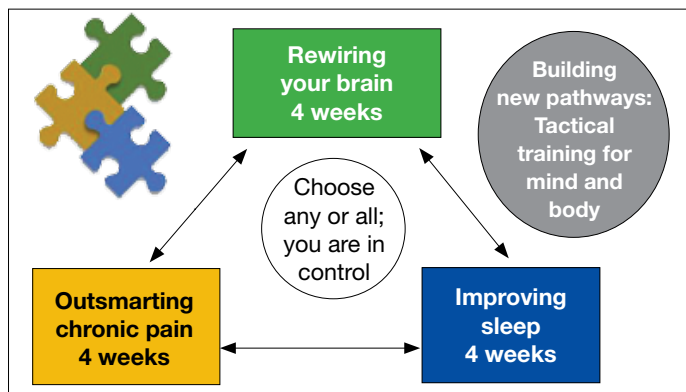 Rewiring
your brain
4 weeks
Building
new pathways:
Tactical
training for
mind and
body
Choose
any or all;
you are in
control
Outsmarting
chronic pain
4 weeks
Improving
sleep
4 weeks